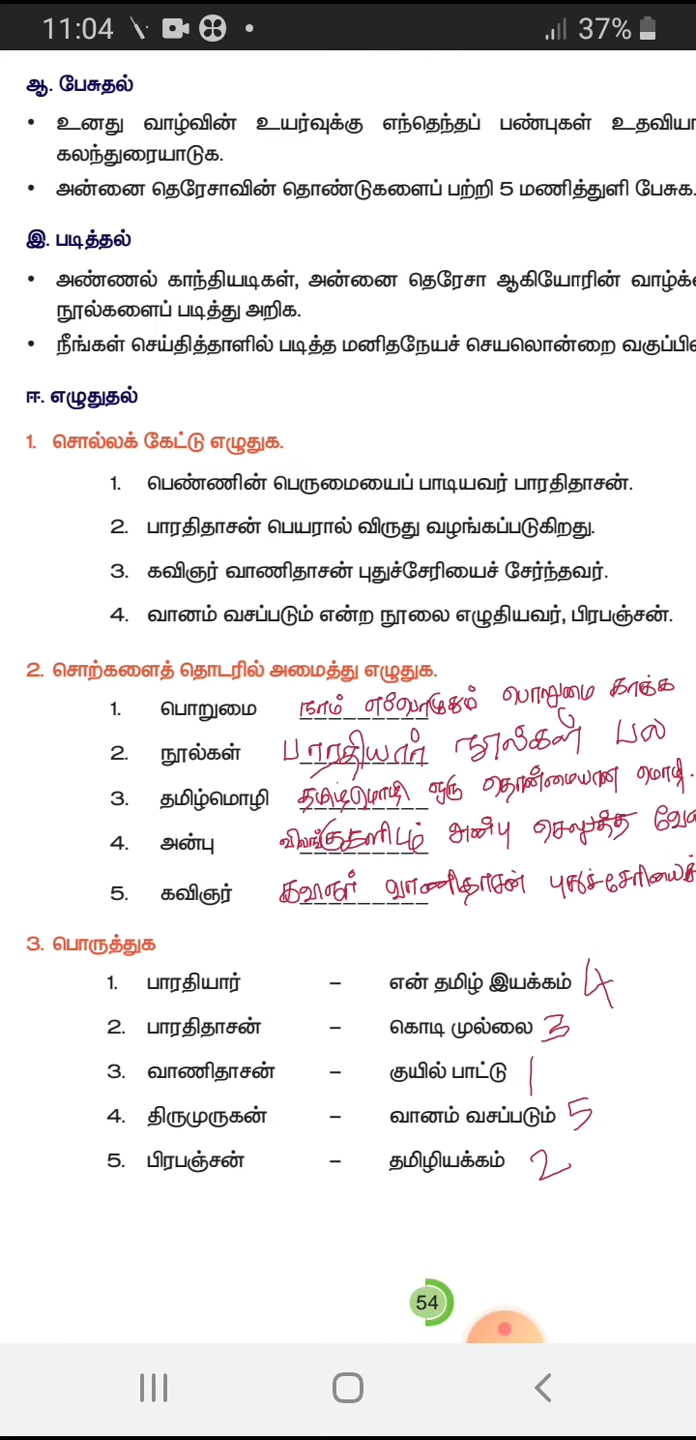 11:04 37%
ஆ. பேசுதல்
• உனது வாழ்வின் உயர்வுக்கு எந்தெந்தப் பண்புகள்
கலந்துரையாடுக.
• அன்னை தெரேசாவின் தொண்டுகளைப் பற்றி 5 மணித்துளி பேசுக.
இ. படித்தல்
• அண்ணல் காந்தியடிகள், அன்னை தெரேசா ஆகியோரின்
நூல்களைப் படித்து அறிக.
• நீங்கள் செய்தித்தாளில் படித்த மனிதநேயச் செயலொன்றை
ஈ. எழுதுதல்
1. சொல்லக் கேட்டு எழுதுக.
1. பெண்ணின் பெருமையைப் பாடியவர் பாரதிதாசன்.
2. பாரதிதாசன் பெயரால் விருது வழங்கப்படுகிறது.
3. கவிஞர் வாணிதாசன் புதுச்சேரியைச் சேர்ந்தவர்.
4. வானம் வசப்படும் என்ற நூலை எழுதியவர், பிரபஞ்சன்.
2. சொற்களைத் தொடரில் அமைத்து எழுதுக.
1. பொறுமை நாம் பொறுமை காக்க
2. நூல்கள் பாரதியார் நூல்கள் பல
3. தமிழ்மொழி தமிழ்மொழி ஒரு தொன்மையான மொழி.
4. அன்பு விலங்குகளிடம் அன்பு செலுத்த
5. கவிஞர் கவிஞர் வாணிதாசன் புதுச்சேரியைச்
3. பொருத்துக
1. பாரதியார் – என் தமிழ் இயக்கம் 4
2. பாரதிதாசன் – கொடி முல்லை 3
3. வாணிதாசன் – குயில் பாட்டு 1
4. திருமுருகன் – வானம் வசப்படும் 5
5. பிரபஞ்சன் – தமிழியக்கம் 2
54